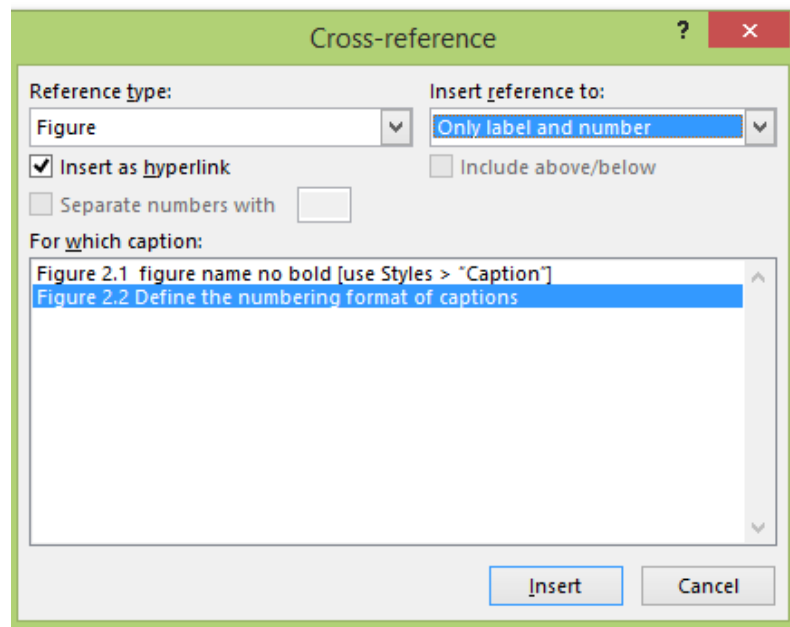 Cross-reference
?
Reference type:
Insert reference to:
Figure
Only label and number
Insert as hyperlink
Include above/below
Separate numbers with
For which caption:
Figure 2.1  figure name no bold [use Styles > "Caption"]
Figure 2.2 Define the numbering format of captions
Insert
Cancel